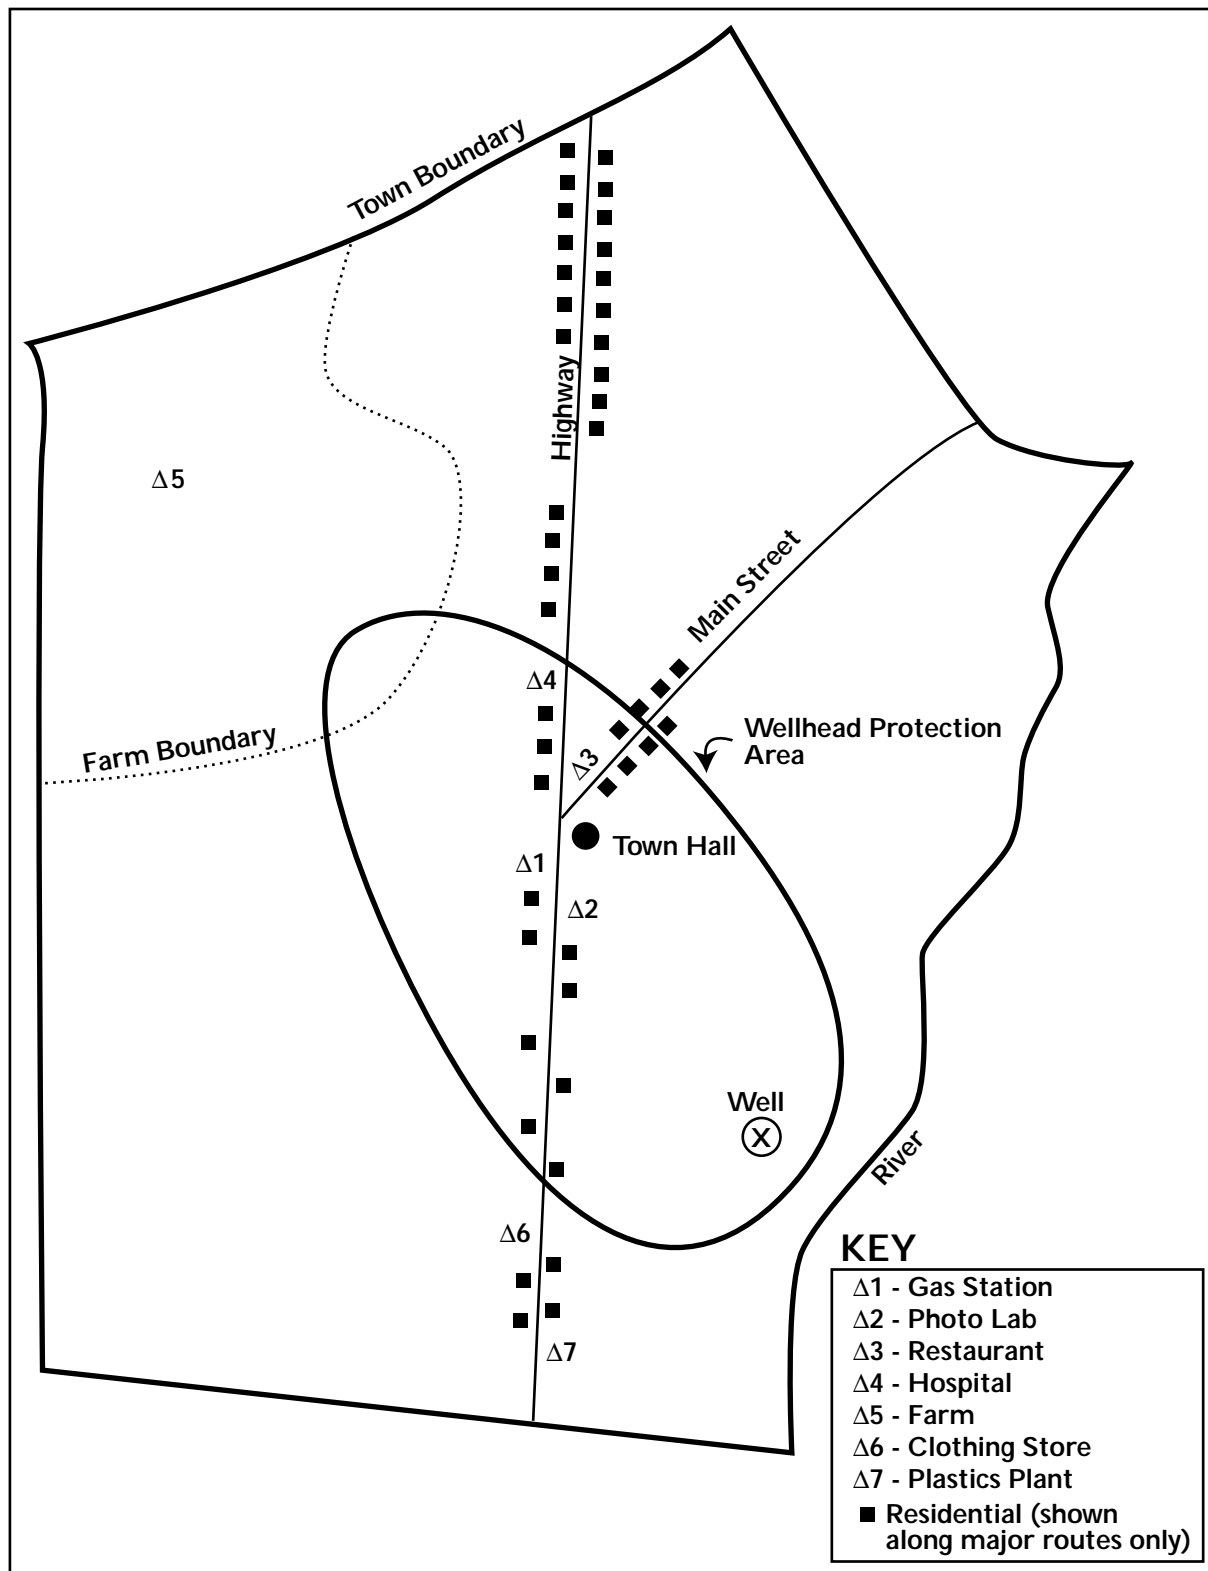 Town Boundary
Highway
Δ5
Main Street
Δ4
Farm Boundary
Wellhead Protection
Area
Δ3
Town Hall
Δ1
Δ2
Well
X
River
Δ6
Δ7
KEY
Δ1 - Gas Station
Δ2 - Photo Lab
Δ3 - Restaurant
Δ4 - Hospital
Δ5 - Farm
Δ6 - Clothing Store
Δ7 - Plastics Plant
■ Residential (shown
along major routes only)